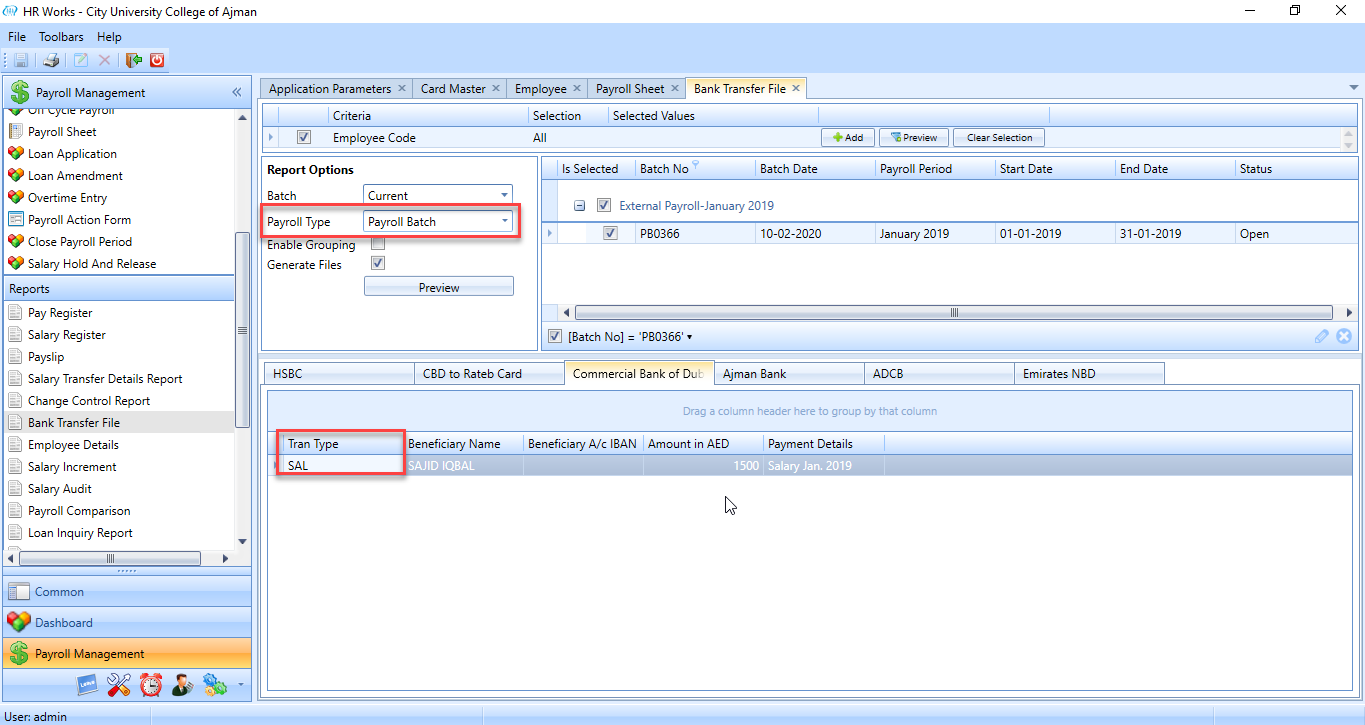 HR Works - City University College of Ajman
File Toolbars Help
Payroll Management
Off Cycle Payroll
Payroll Sheet
Loan Application
Loan Amendment
Overtime Entry
Payroll Action Form
Close Payroll Period
Salary Hold And Release
Reports
Pay Register
Salary Register
Payslip
Salary Transfer Details Report
Change Control Report
Bank Transfer File
Employee Details
Salary Increment
Salary Audit
Payroll Comparison
Loan Inquiry Report
Common
Dashboard
Payroll Management
Application Parameters Card Master Employee Payroll Sheet Bank Transfer File
Criteria Selection Selected Values
Employee Code All Add Preview Clear Selection
Report Options
Batch Current
Payroll Type Payroll Batch
Enable Grouping
Generate Files
Preview
Is Selected Batch No Batch Date Payroll Period Start Date End Date Status
External Payroll-January 2019
PB0366 10-02-2020 January 2019 01-01-2019 31-01-2019 Open
[Batch No] = 'PB0366'
HSBC CBD to Rateb Card Commercial Bank of Dub Ajman Bank ADCB Emirates NBD
Drag a column header here to group by that column
Tran Type Beneficiary Name Beneficiary A/c IBAN Amount in AED Payment Details
SAL SAJID IQBAL 1500 Salary Jan. 2019
User: admin